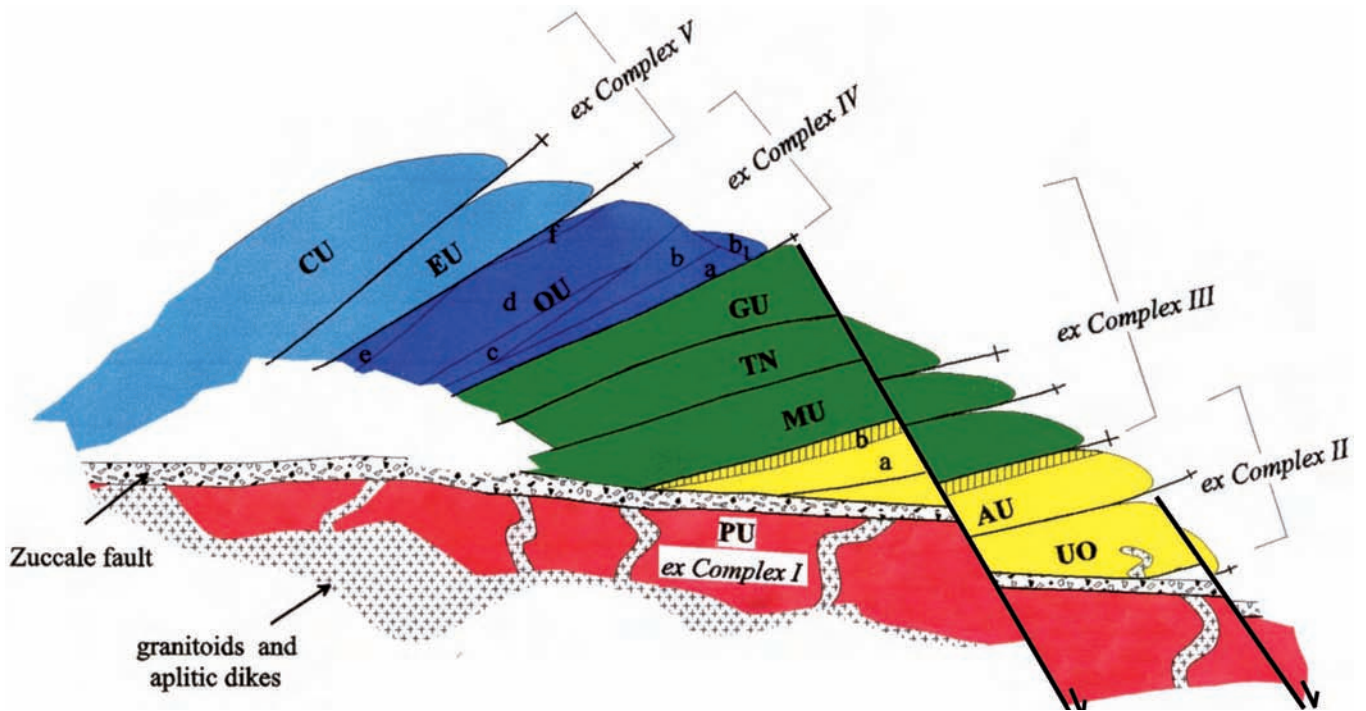 ex Complex V
ex Complex IV
ex Complex III
ex Complex II
CU
EU
f
OU
d
e
c
b
b1
a
GU
TN
MU
b
a
AU
UO
PU
ex Complex I
Zuccale fault
granitoids and
aplitic dikes